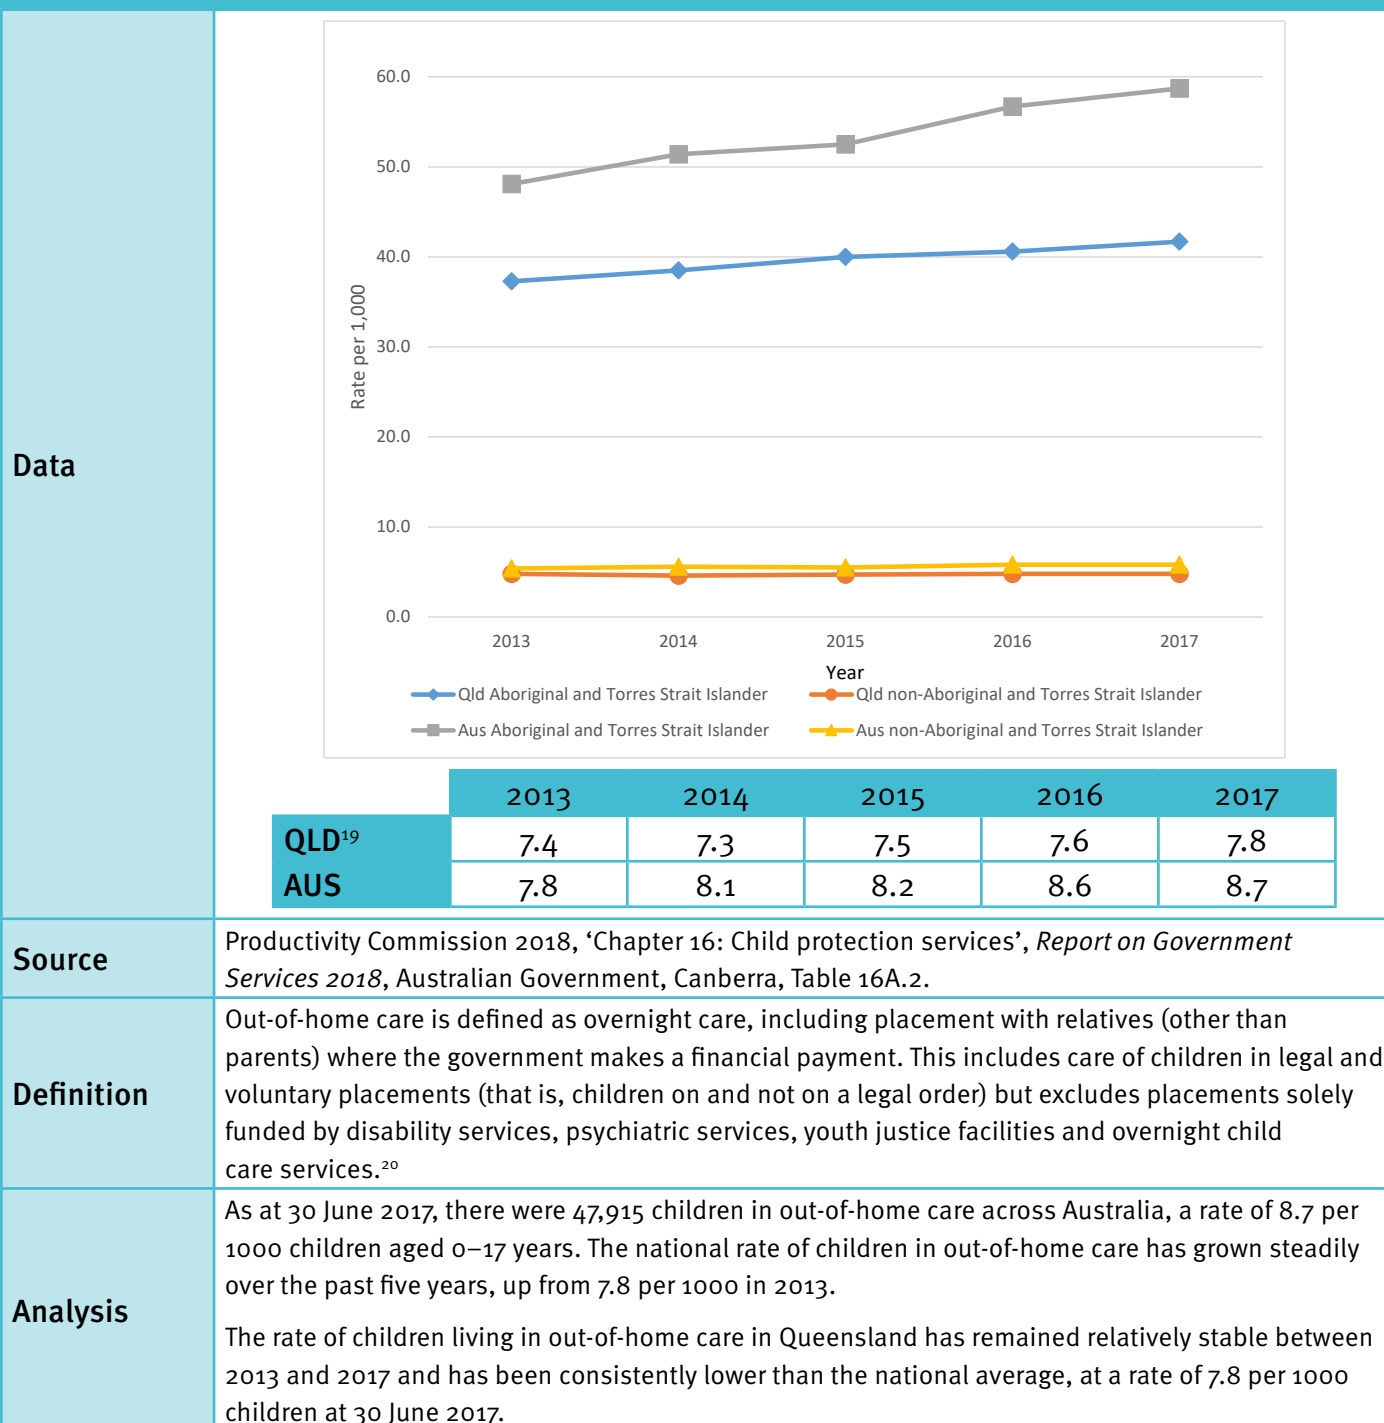 Data
60.0
50.0
40.0
30.0
20.0
10.0
0.0
Rate per 1,000
2013 2014 2015 2016 2017
Year
Qld Aboriginal and Torres Strait Islander Qld non-Aboriginal and Torres Strait Islander
Aus Aboriginal and Torres Strait Islander Aus non-Aboriginal and Torres Strait Islander
2013 2014 2015 2016 2017
QLD¹⁹ 7.4 7.3 7.5 7.6 7.8
AUS 7.8 8.1 8.2 8.6 8.7
Source
Productivity Commission 2018, ‘Chapter 16: Child protection services’, Report on Government
Services 2018, Australian Government, Canberra, Table 16A.2.
Definition
Out-of-home care is defined as overnight care, including placement with relatives (other than
parents) where the government makes a financial payment. This includes care of children in legal and
voluntary placements (that is, children on and not on a legal order) but excludes placements solely
funded by disability services, psychiatric services, youth justice facilities and overnight child
care services.²⁰
Analysis
As at 30 June 2017, there were 47,915 children in out-of-home care across Australia, a rate of 8.7 per
1000 children aged 0–17 years. The national rate of children in out-of-home care has grown steadily
over the past five years, up from 7.8 per 1000 in 2013.
The rate of children living in out-of-home care in Queensland has remained relatively stable between
2013 and 2017 and has been consistently lower than the national average, at a rate of 7.8 per 1000
children at 30 June 2017.